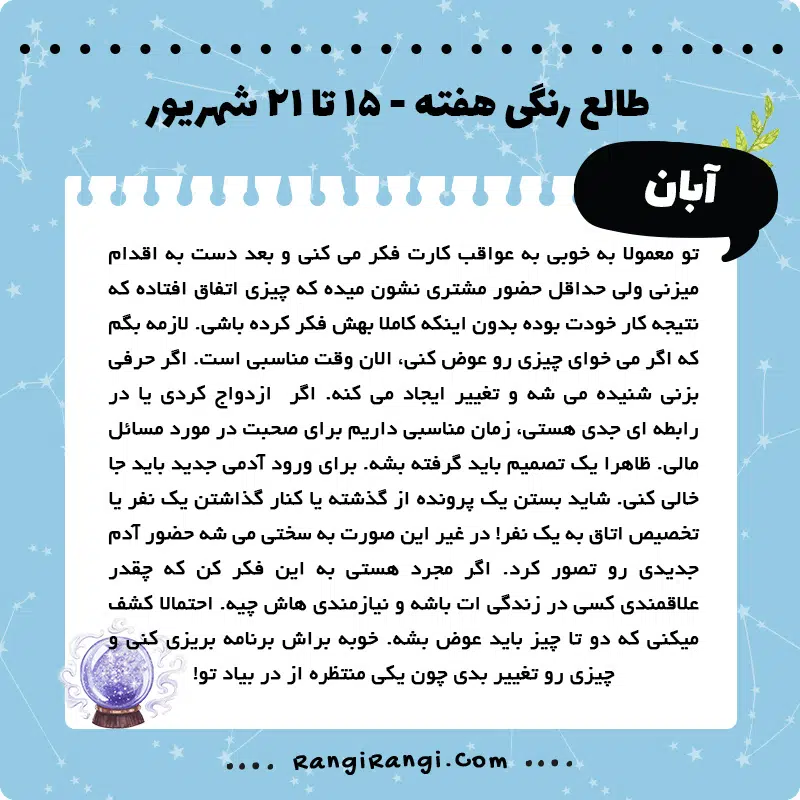 طالع رنگی هفته - ۱۵ تا ۲۱ شهریور
آبان
تو معمولا به خوبی به عواقب کارت فکر می کنی و بعد دست به اقدام
میزنی ولی حداقل حضور مشتری نشون میده که چیزی اتفاق افتاده که
نتیجه کار خودت بوده بدون اینکه کاملا بهش فکر کرده باشی. لازمه بگم
که اگر می خوای چیزی رو عوض کنی، الان وقت مناسبی است. اگر حرفی
بزنی شنیده می شه و تغییر ایجاد می کنه. اگر ازدواج کردی یا در
رابطه ای جدی هستی، زمان مناسبی داریم برای صحبت در مورد مسائل
مالی. ظاهرا یک تصمیم باید گرفته بشه. برای ورود آدمی جدید باید جا
خالی کنی. شاید بستن یک پرونده از گذشته یا کنار گذاشتن یک نفر یا
تخصیص اتاق به یک نفر! در غیر این صورت به سختی می شه حضور آدم
جدیدی رو تصور کرد. اگر مجرد هستی به این فکر کن که چقدر
علاقمندی کسی در زندگی ات باشه و نیازمندی هاش چیه. احتمالا کشف
میکنی که دو تا چیز باید عوض بشه. خوبه براش برنامه بریزی کنی و
چیزی رو تغییر بدی چون یکی منتظره از در بیاد تو!
.... RangiRangi.Com ....